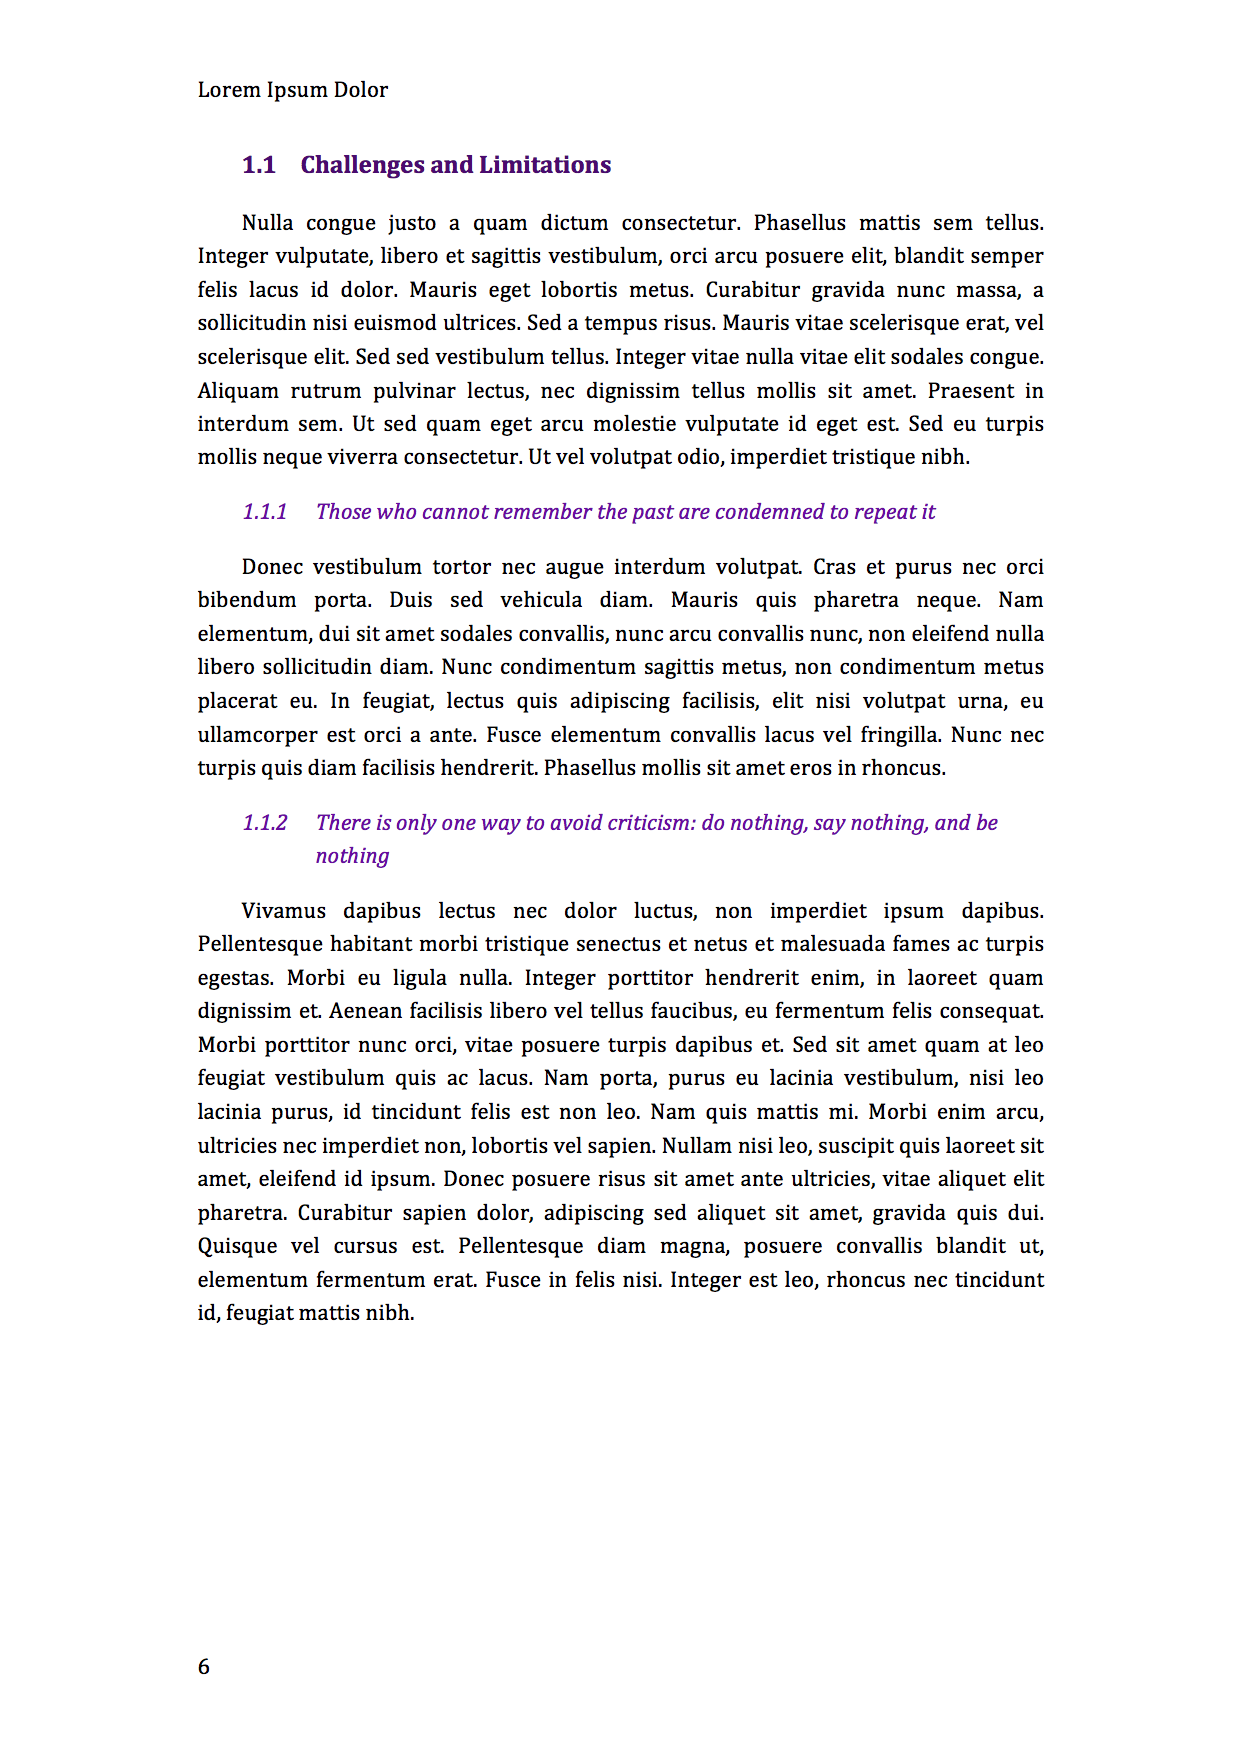 Lorem Ipsum Dolor
1.1 Challenges and Limitations
Nulla congue justo a quam dictum consectetur. Phasellus mattis sem tellus.
Integer vulputate, libero et sagittis vestibulum, orci arcu posuere elit, blandit semper
felis lacus id dolor. Mauris eget lobortis metus. Curabitur gravida nunc massa, a
sollicitudin nisi euismod ultrices. Sed a tempus risus. Mauris vitae scelerisque erat, vel
scelerisque elit. Sed sed vestibulum tellus. Integer vitae nulla vitae elit sodales congue.
Aliquam rutrum pulvinar lectus, nec dignissim tellus mollis sit amet. Praesent in
interdum sem. Ut sed quam eget arcu molestie vulputate id eget est. Sed eu turpis
mollis neque viverra consectetur. Ut vel volutpat odio, imperdiet tristique nibh.
1.1.1 Those who cannot remember the past are condemned to repeat it
Donec vestibulum tortor nec augue interdum volutpat. Cras et purus nec orci
bibendum porta. Duis sed vehicula diam. Mauris quis pharetra neque. Nam
elementum, dui sit amet sodales convallis, nunc arcu convallis nunc, non eleifend nulla
libero sollicitudin diam. Nunc condimentum sagittis metus, non condimentum metus
placerat eu. In feugiat, lectus quis adipiscing facilisis, elit nisi volutpat urna, eu
ullamcorper est orci a ante. Fusce elementum convallis lacus vel fringilla. Nunc nec
turpis quis diam facilisis hendrerit. Phasellus mollis sit amet eros in rhoncus.
1.1.2 There is only one way to avoid criticism: do nothing, say nothing, and be
nothing
Vivamus dapibus lectus nec dolor luctus, non imperdiet ipsum dapibus.
Pellentesque habitant morbi tristique senectus et netus et malesuada fames ac turpis
egestas. Morbi eu ligula nulla. Integer porttitor hendrerit enim, in laoreet quam
dignissim et. Aenean facilisis libero vel tellus faucibus, eu fermentum felis consequat.
Morbi porttitor nunc orci, vitae posuere turpis dapibus et. Sed sit amet quam at leo
feugiat vestibulum quis ac lacus. Nam porta, purus eu lacinia vestibulum, nisi leo
lacinia purus, id tincidunt felis est non leo. Nam quis mattis mi. Morbi enim arcu,
ultricies nec imperdiet non, lobortis vel sapien. Nullam nisi leo, suscipit quis laoreet sit
amet, eleifend id ipsum. Donec posuere risus sit amet ante ultricies, vitae aliquet elit
pharetra. Curabitur sapien dolor, adipiscing sed aliquet sit amet, gravida quis dui.
Quisque vel cursus est. Pellentesque diam magna, posuere convallis blandit ut,
elementum fermentum erat. Fusce in felis nisi. Integer est leo, rhoncus nec tincidunt
id, feugiat mattis nibh.
6